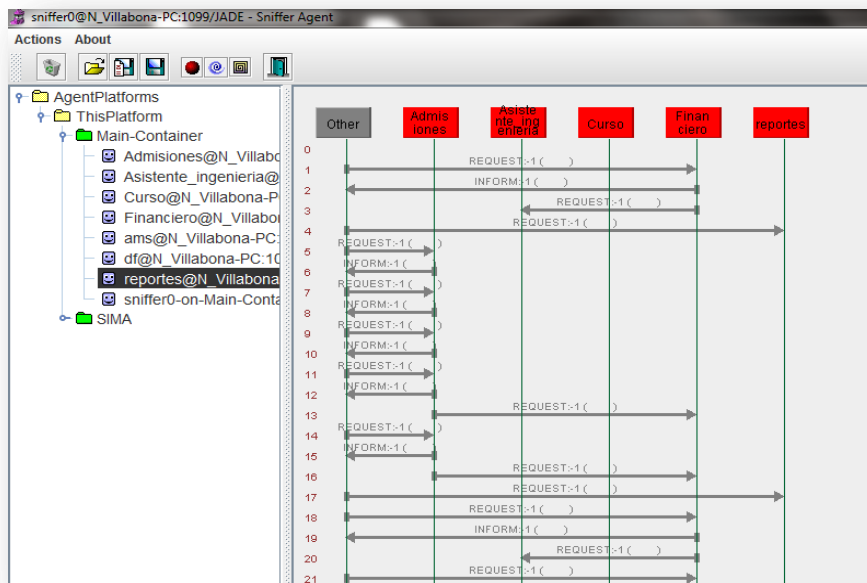 sniffer0@N_Villabona-PC:1099/JADE - Sniffer Agent
Actions About
AgentPlatforms
ThisPlatform
Main-Container
Admisiones@N_Villabo
Asistente_ingenieria@
Curso@N_Villabona-P
Financiero@N_Villabon
ams@N_Villabona-PC:
df@N_Villabona-PC:10
reportes@N_Villabona
sniffer0-on-Main-Conta
SIMA
Other
Admis
iones
Asiste
nte_ing
enieria
Curso
Finan
ciero
reportes
0
REQUEST:-1 ( )
1
INFORM:-1 ( )
2
REQUEST:-1 ( )
3
REQUEST:-1 ( )
4
REQUEST:-1 ( )
5
INFORM:-1 (
6
REQUEST:-1 ( )
7
INFORM:-1 (
8
REQUEST:-1 ( )
9
INFORM:-1 (
10
REQUEST:-1 ( )
11
INFORM:-1 (
12
REQUEST:-1 ( )
13
REQUEST:-1 ( )
14
INFORM:-1 (
15
REQUEST:-1 ( )
16
REQUEST:-1 ( )
17
REQUEST:-1 ( )
18
INFORM:-1 ( )
19
REQUEST:-1 ( )
20
REQUEST:-1 ( )
21